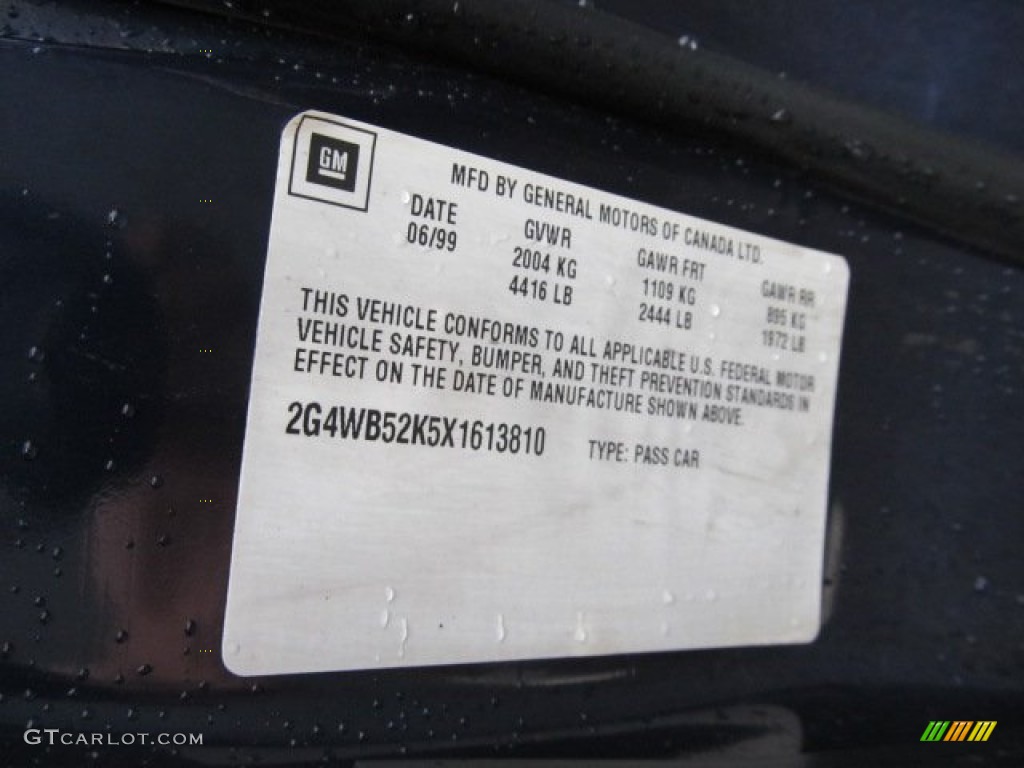 GM
MFD BY GENERAL MOTORS OF CANADA LTD.
DATE GVWR GAWR FRT GAWR RR
06/99 2004 KG 1109 KG 895 KG
4416 LB 2444 LB 1972 LB
THIS VEHICLE CONFORMS TO ALL APPLICABLE U.S. FEDERAL MOTOR
VEHICLE SAFETY, BUMPER, AND THEFT PREVENTION STANDARDS IN
EFFECT ON THE DATE OF MANUFACTURE SHOWN ABOVE.
2G4WB52K5X1613810 TYPE: PASS CAR
GTCARLOT.COM